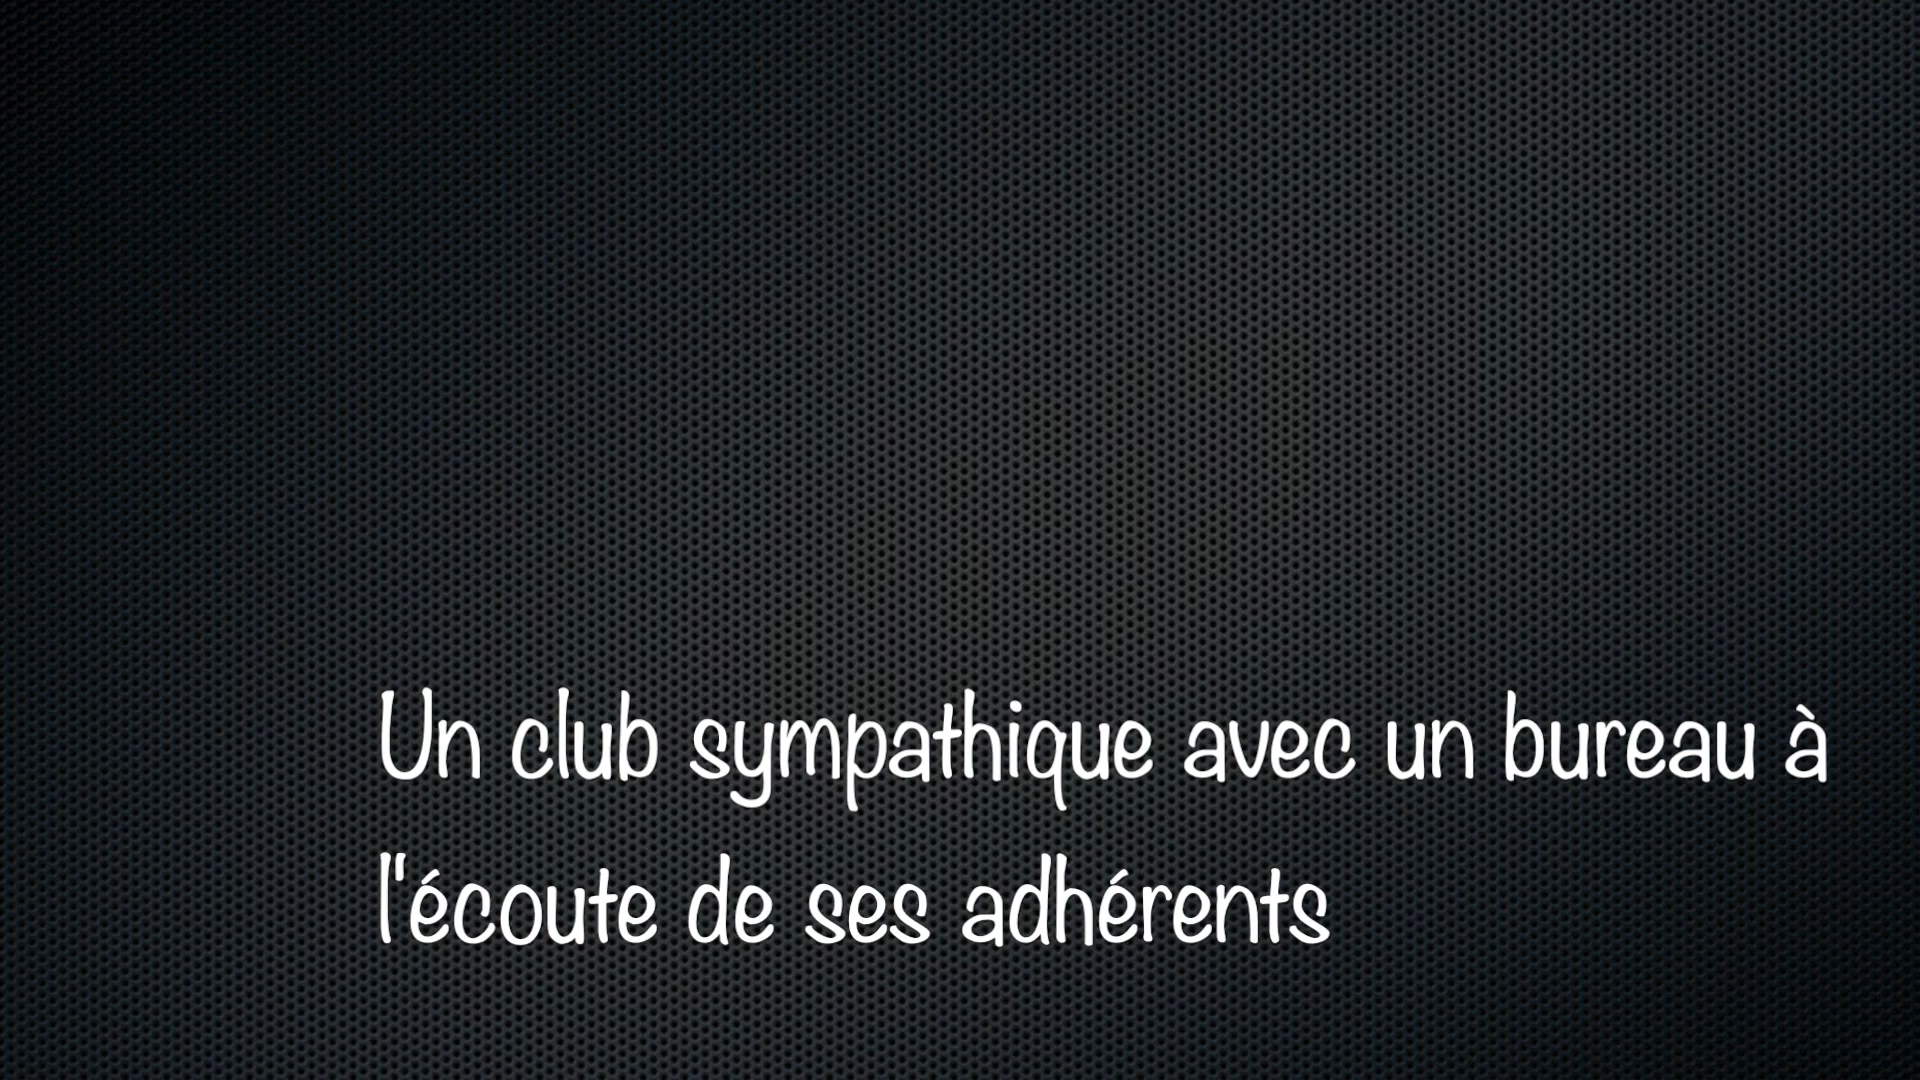 Un club sympathique avec un bureau à
l'écoute de ses adhérents